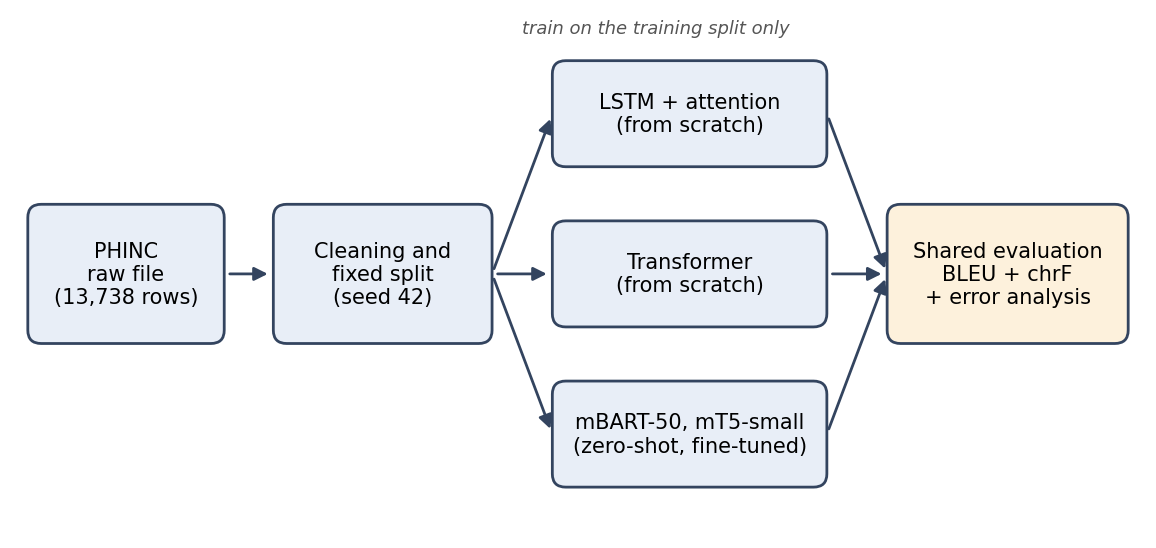 train on the training split only
LSTM + attention
(from scratch)
PHINC
raw file
(13,738 rows)
Cleaning and
fixed split
(seed 42)
Transformer
(from scratch)
Shared evaluation
BLEU + chrF
+ error analysis
mBART-50, mT5-small
(zero-shot, fine-tuned)